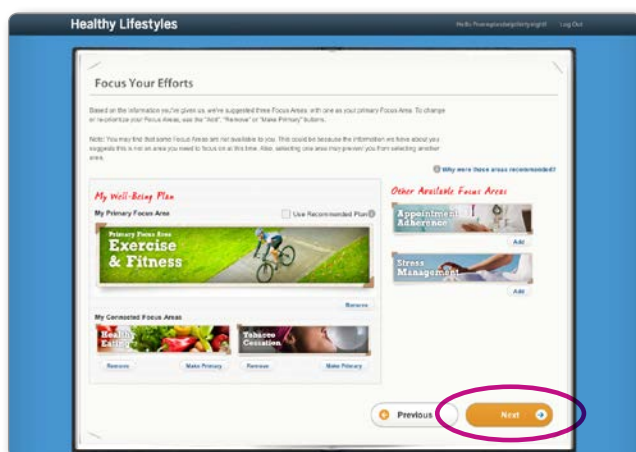 Healthy Lifestyles
Log Out
Focus Your Efforts
Based on the information you've given us, we've suggested three Focus Areas, with one as your primary Focus Area. To change
or re-prioritize your Focus Areas, use the "Add", "Remove" or "Make Primary" buttons.
Note: You may find that some Focus Areas are not available to you. This could be because the information we have about you
suggests this is not an area you need to focus on at this time. Also, selecting one area may prevent you from selecting another
area.
Why were these areas recommended?
My Well-Being Plan
My Primary Focus Area
Use Recommended Plan
Primary Focus Area
Exercise
& Fitness
Remove
My Connected Focus Areas
Healthy
Eating
Remove
Make Primary
Tobacco
Cessation
Remove
Make Primary
Other Available Focus Areas
Appointment
Adherence
Add
Stress
Management
Add
Previous
Next